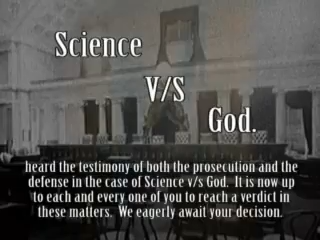 Science
V/S
God.
heard the testimony of both the prosecution and the
defense in the case of Science v/s God. It is now up
to each and every one of you to reach a verdict in
these matters. We eagerly await your decision.